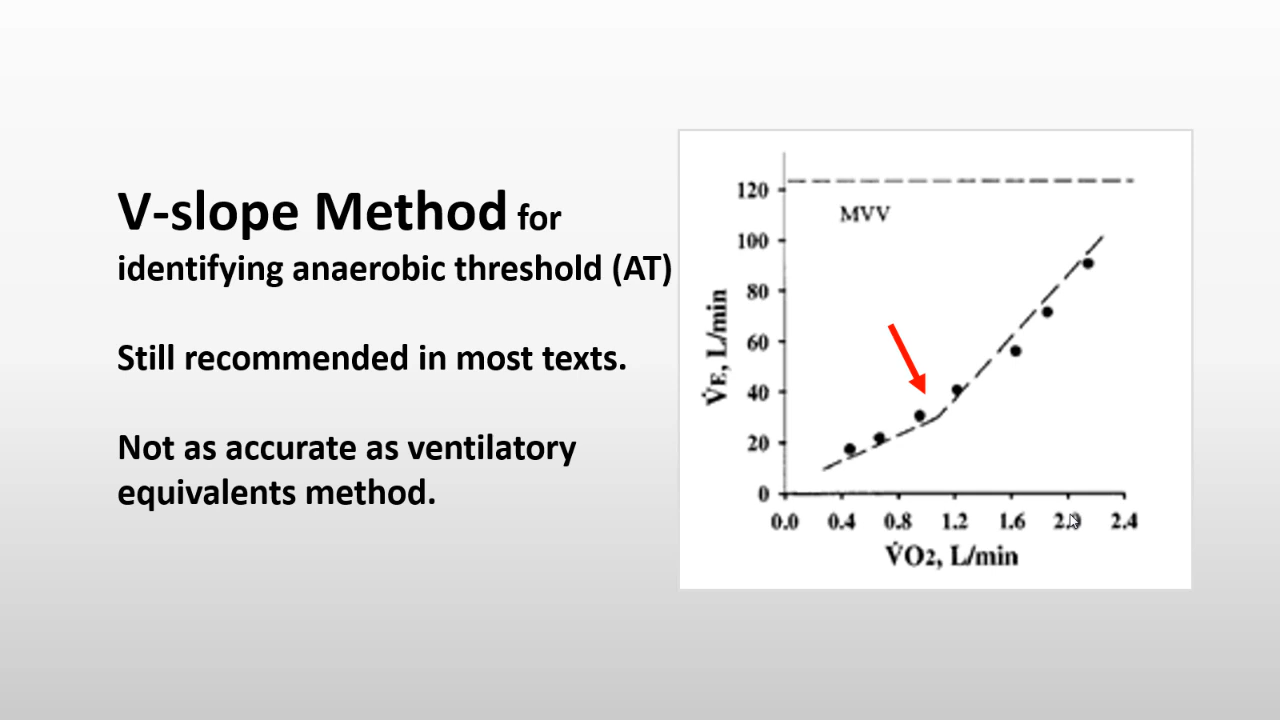 V-slope Method for
identifying anaerobic threshold (AT)
Still recommended in most texts.
Not as accurate as ventilatory
equivalents method.
120
MVV
100
80
60
40
20
0
V̇E, L/min
0.0 0.4 0.8 1.2 1.6 2.0 2.4
V̇O2, L/min